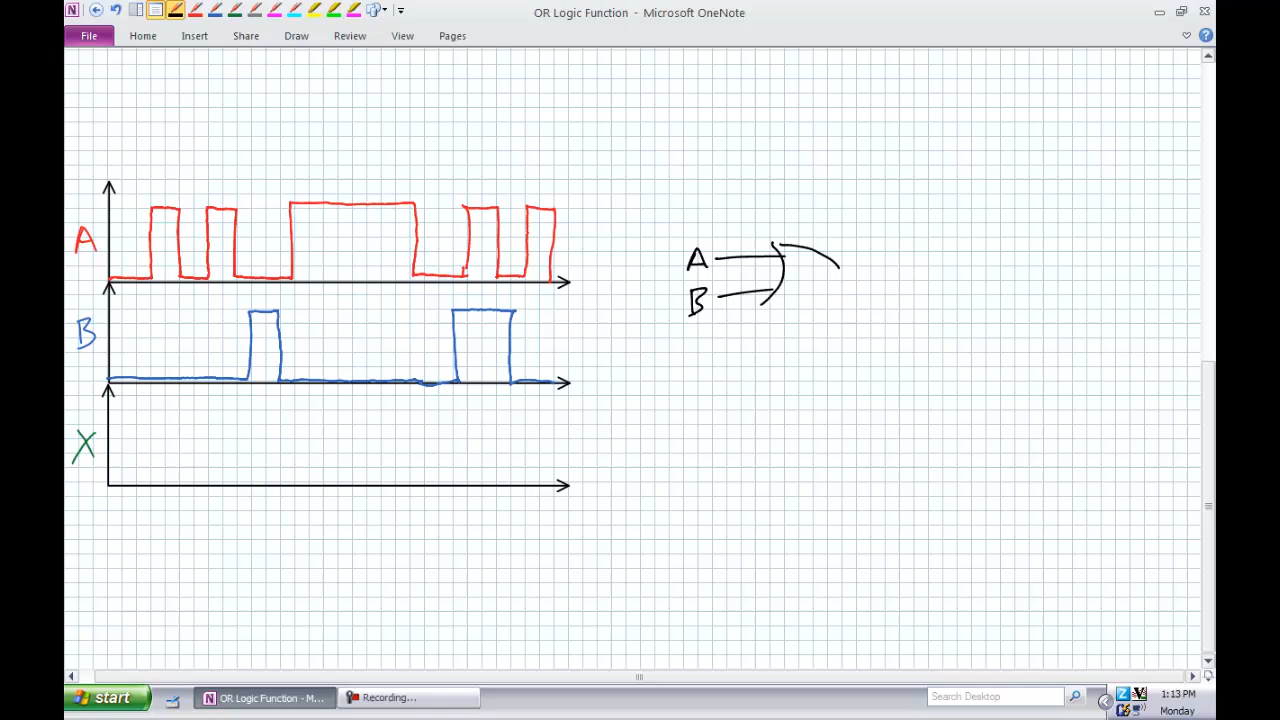 OR Logic Function - Microsoft OneNote
File Home Insert Share Draw Review View Pages
A
B
X
A
B
start
OR Logic Function - M...
Recording...
Search Desktop
1:13 PM
Monday